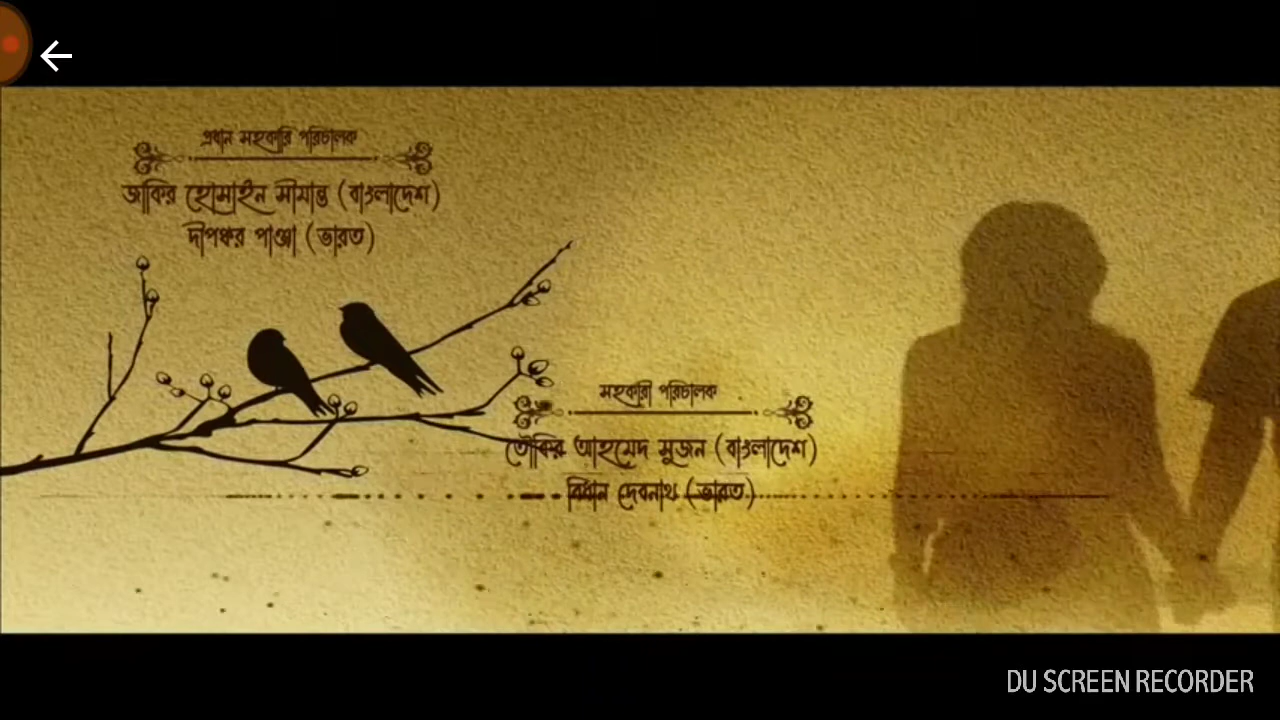 প্রধান সহকারি পরিচালক
জাকির হোসাইন সীমান্ত (বাংলাদেশ)
দীপঙ্কর পাণ্ডা (ভারত)
সহকারী পরিচালক
তৌকির আহমেদ সুজন (বাংলাদেশ)
বিধান দেবনাথ (ভারত)
DU SCREEN RECORDER